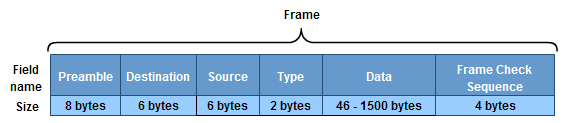 Frame
Field name Preamble Destination Source Type Data Frame Check Sequence
Size 8 bytes 6 bytes 6 bytes 2 bytes 46 - 1500 bytes 4 bytes